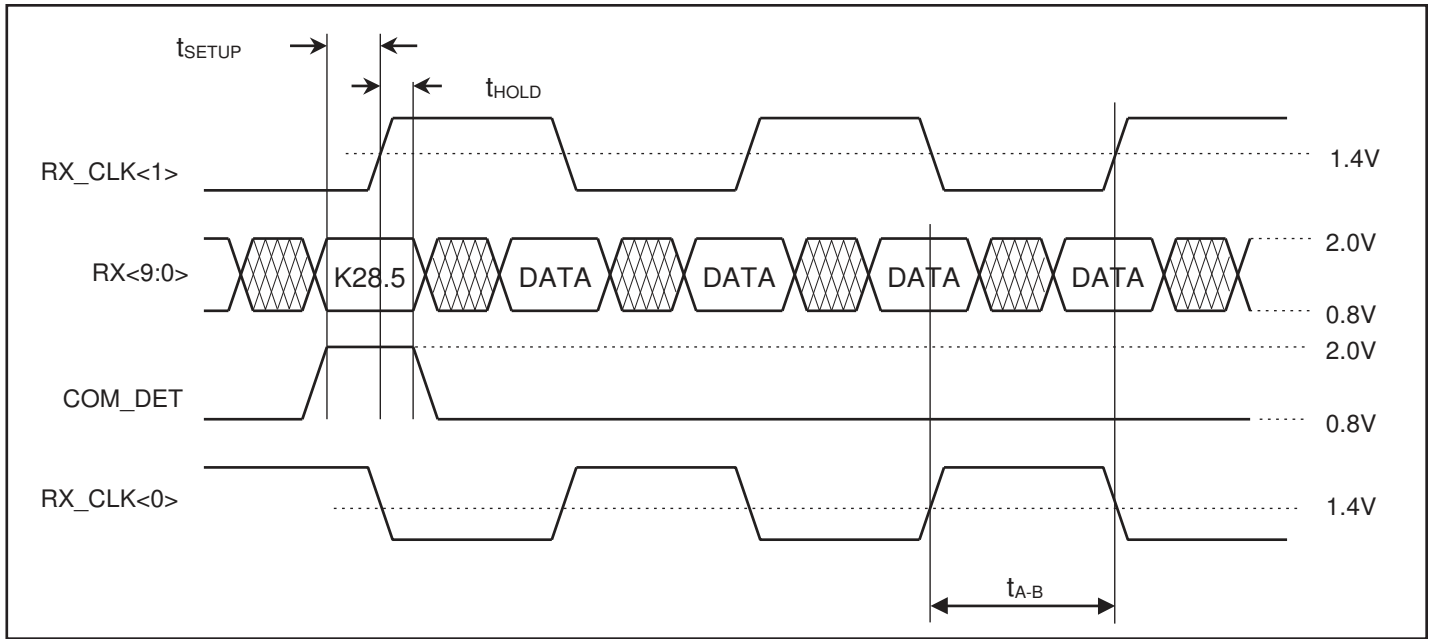 tSETUP
tHOLD
RX_CLK<1>
1.4V
RX<9:0>
K28.5 DATA DATA DATA DATA
2.0V
0.8V
2.0V
COM_DET
0.8V
RX_CLK<0>
1.4V
tA-B